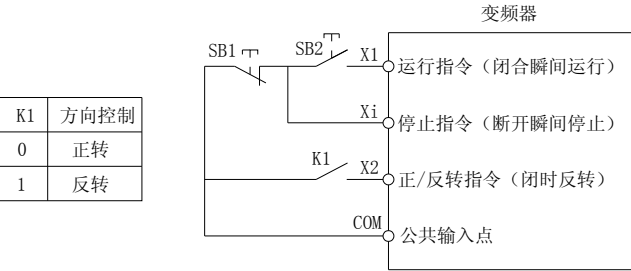 变频器
SB1 SB2 X1 运行指令（闭合瞬间运行）
K1 方向控制
Xi 停止指令（断开瞬间停止）
0 正转
K1 X2 正/反转指令（闭时反转）
1 反转
COM 公共输入点